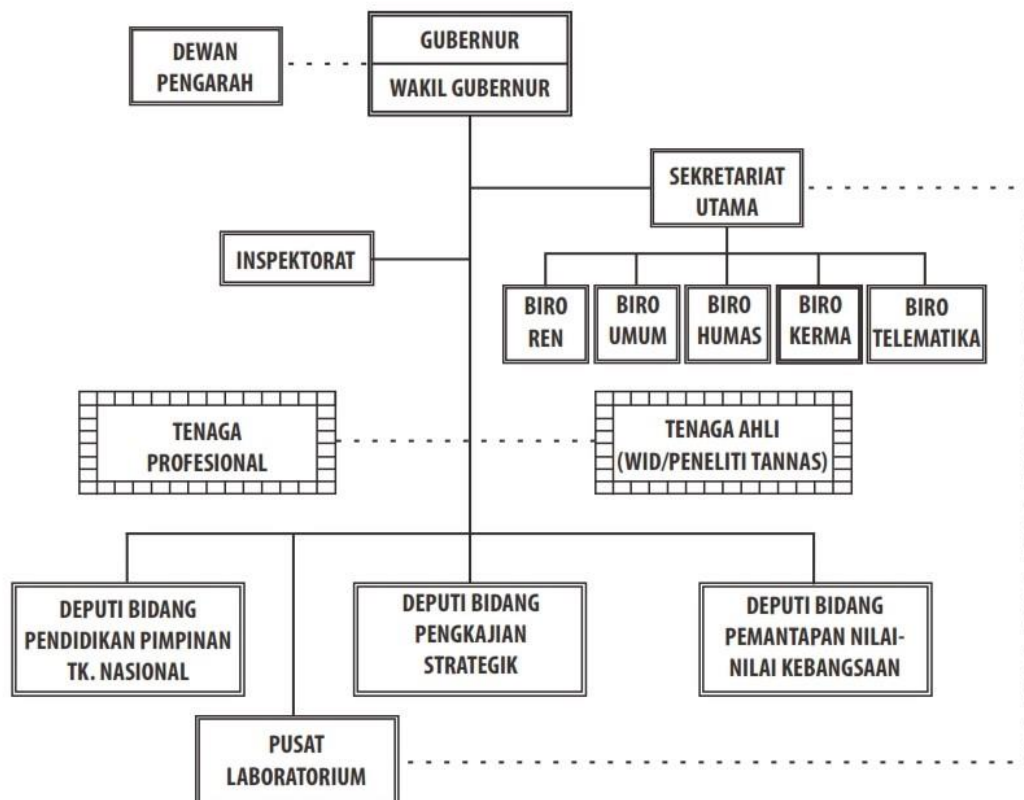 DEWAN
PENGARAH
GUBERNUR
WAKIL GUBERNUR
SEKRETARIAT
UTAMA
INSPEKTORAT
BIRO
REN
BIRO
UMUM
BIRO
HUMAS
BIRO
KERMA
BIRO
TELEMATIKA
TENAGA
PROFESIONAL
TENAGA AHLI
(WID/PENELITI TANNAS)
DEPUTI BIDANG
PENDIDIKAN PIMPINAN
TK. NASIONAL
DEPUTI BIDANG
PENGKAJIAN
STRATEGIK
DEPUTI BIDANG
PEMANTAPAN NILAI-
NILAI KEBANGSAAN
PUSAT
LABORATORIUM